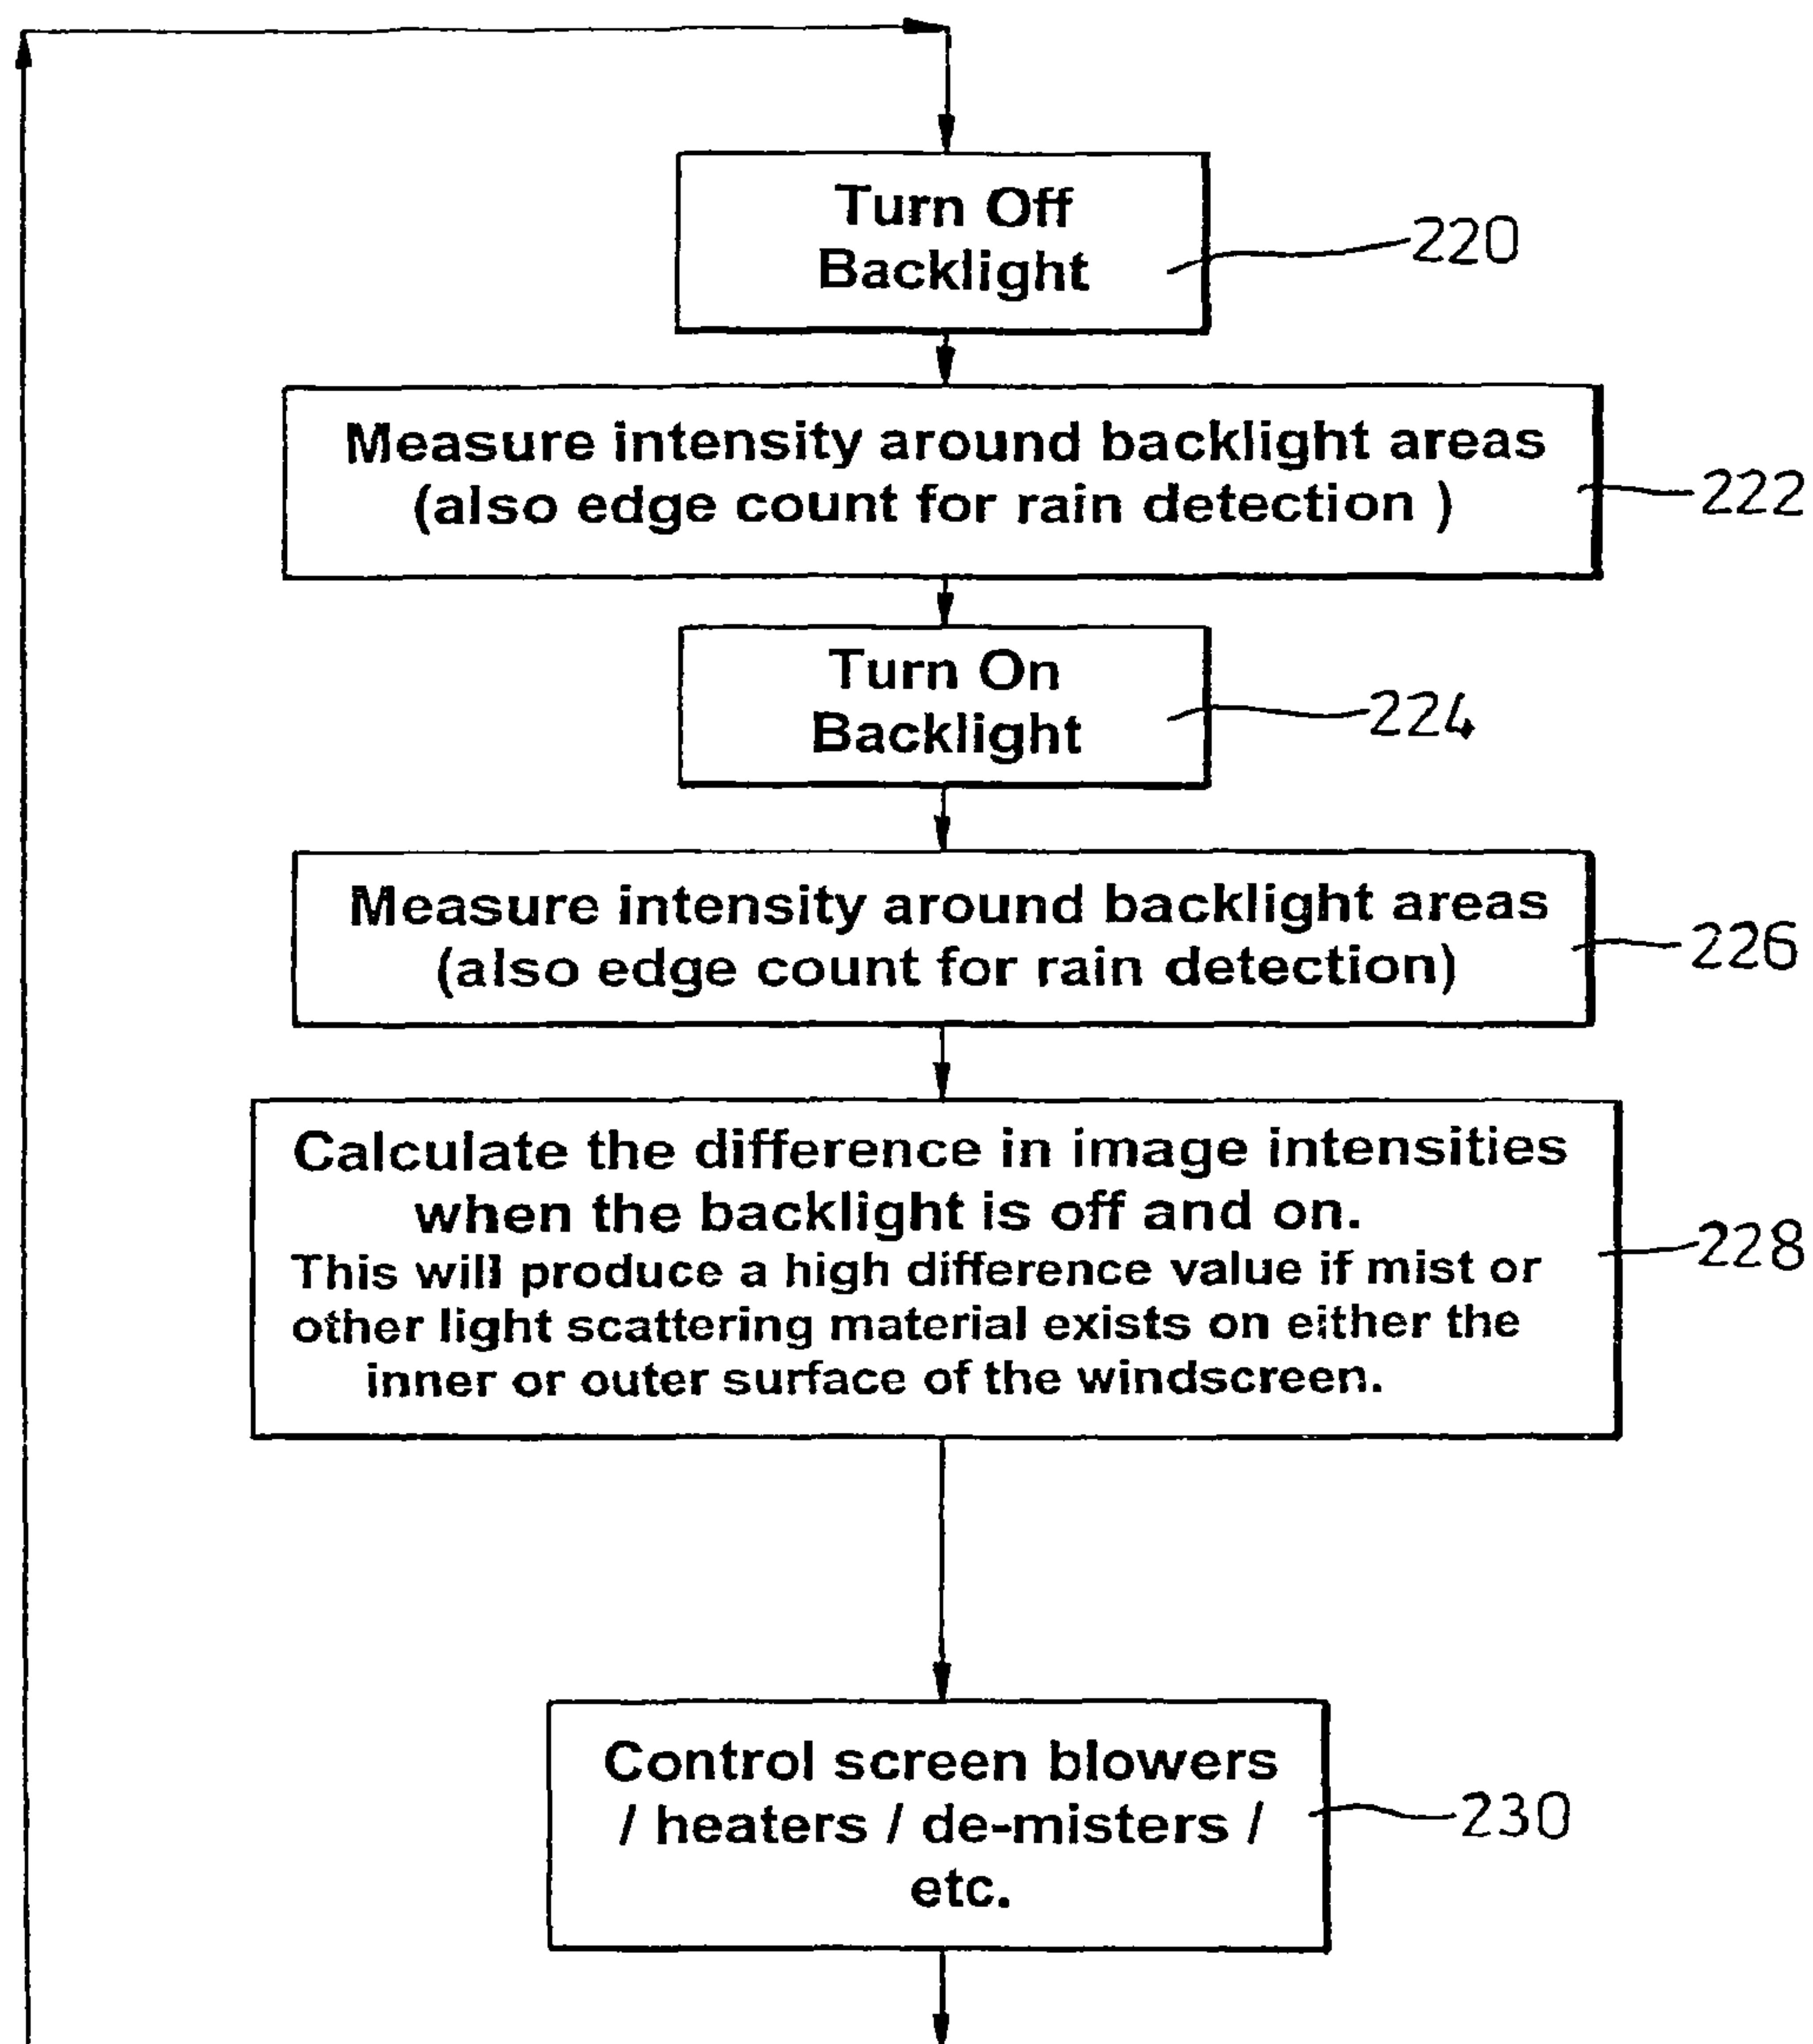 Turn Off
Backlight
220
Measure intensity around backlight areas
(also edge count for rain detection )
222
Turn On
Backlight
224
Measure intensity around backlight areas
(also edge count for rain detection)
226
Calculate the difference in image intensities
when the backlight is off and on.
This will produce a high difference value if mist or
other light scattering material exists on either the
inner or outer surface of the windscreen.
228
Control screen blowers
/ heaters / de-misters /
etc.
230